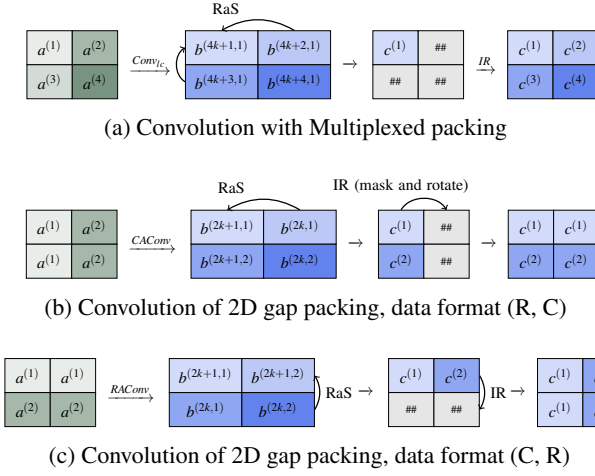 RaS
a^(1) a^(2) Conv_1c b^(4k+1,1) b^(4k+2,1) → c^(1) ## IR c^(1) c^(2)
a^(3) a^(4) b^(4k+3,1) b^(4k+4,1) ## ## c^(3) c^(4)
(a) Convolution with Multiplexed packing
RaS IR (mask and rotate)
a^(1) a^(2) CAConv b^(2k+1,1) b^(2k,1) → c^(1) ## → c^(1) c^(1)
a^(1) a^(2) b^(2k+1,2) b^(2k,2) c^(2) ## c^(2) c^(2)
(b) Convolution of 2D gap packing, data format (R, C)
a^(1) a^(1) RAConv b^(2k+1,1) b^(2k+1,2) RaS → c^(1) c^(2) IR → c^(1)
a^(2) a^(2) b^(2k,1) b^(2k,2) ## ## c^(1)
(c) Convolution of 2D gap packing, data format (C, R)